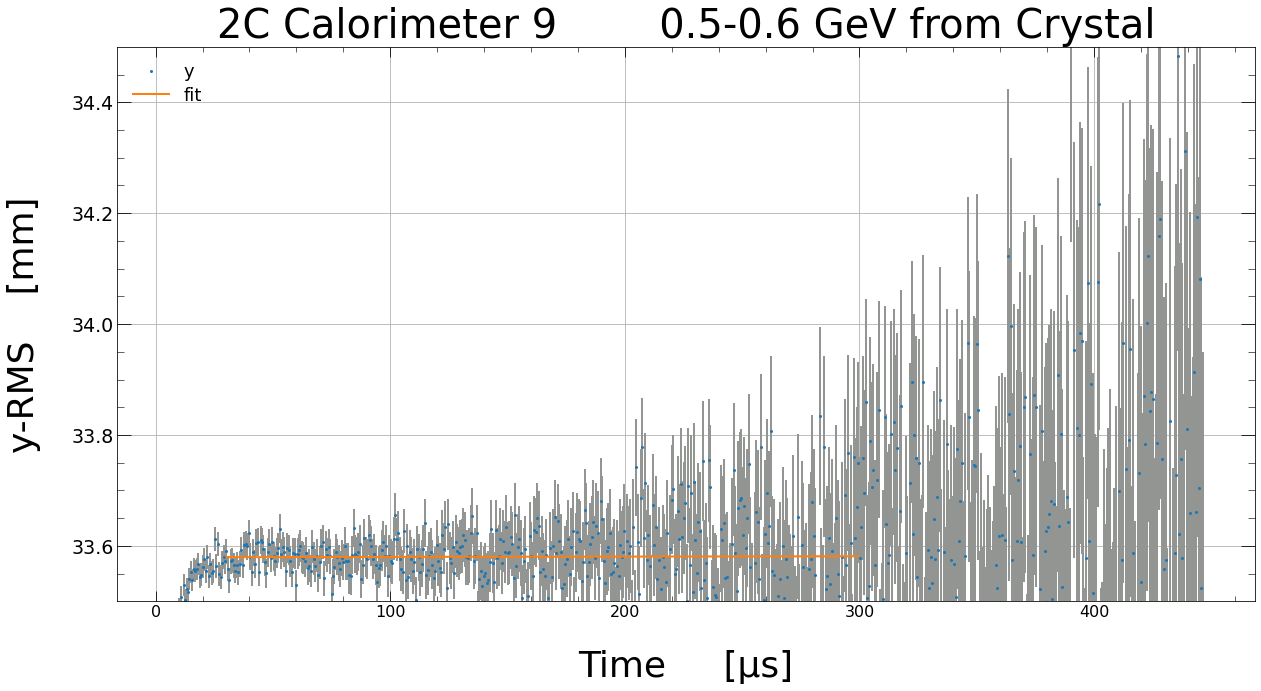 2C Calorimeter 9 0.5-0.6 GeV from Crystal
y
fit
34.4
34.2
34.0
33.8
33.6
y-RMS [mm]
0 100 200 300 400
Time [μs]